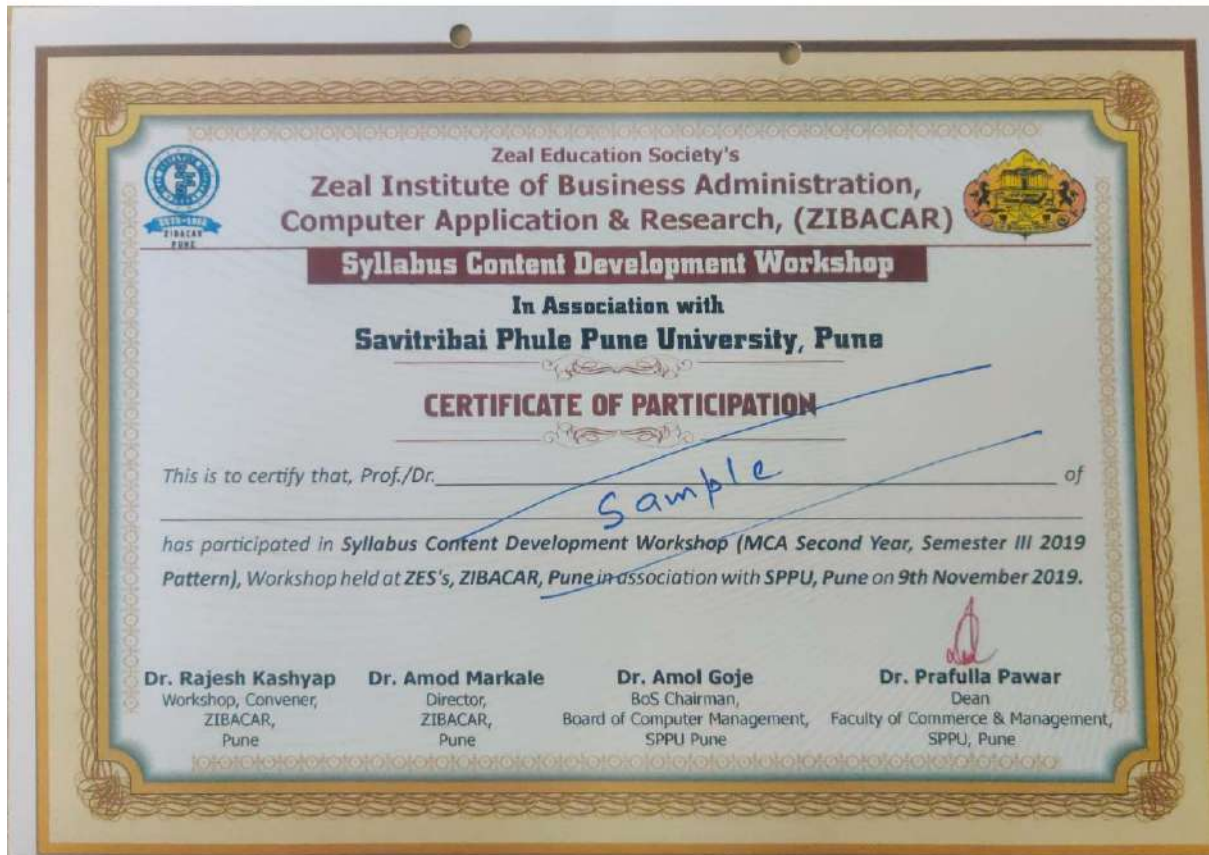 Zeal Education Society's
Zeal Institute of Business Administration,
Computer Application & Research, (ZIBACAR)
ZIBACAR
PUNE
Syllabus Content Development Workshop
In Association with
Savitribai Phule Pune University, Pune
CERTIFICATE OF PARTICIPATION
This is to certify that, Prof./Dr. of
Sample
has participated in Syllabus Content Development Workshop (MCA Second Year, Semester III 2019
Pattern), Workshop held at ZES's, ZIBACAR, Pune in association with SPPU, Pune on 9th November 2019.
Dr. Rajesh Kashyap
Workshop, Convener,
ZIBACAR,
Pune
Dr. Amod Markale
Director,
ZIBACAR,
Pune
Dr. Amol Goje
BoS Chairman,
Board of Computer Management,
SPPU Pune
Dr. Prafulla Pawar
Dean
Faculty of Commerce & Management,
SPPU, Pune